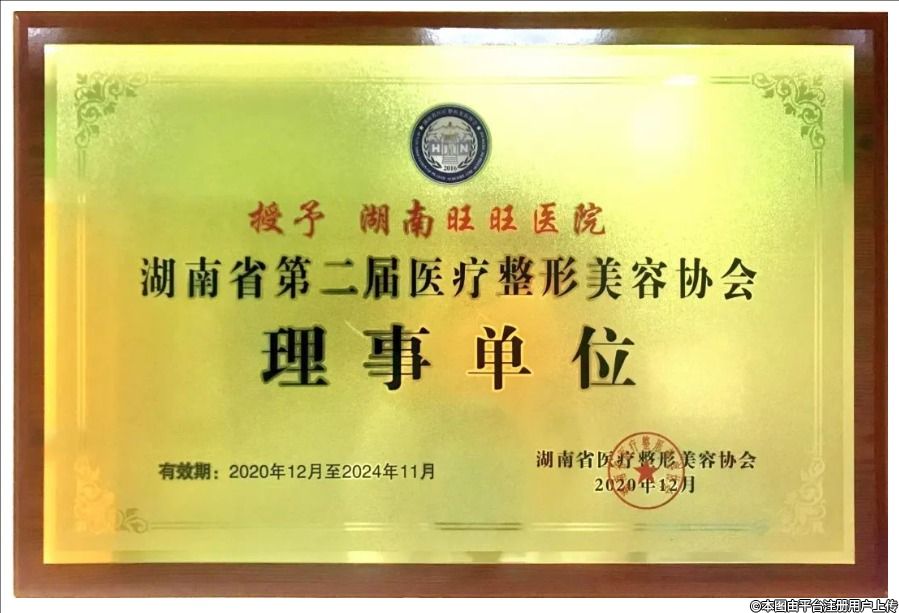 HN
2016
授予 湖南旺旺医院
湖南省第二届医疗整形美容协会
理事单位
有效期：2020年12月至2024年11月
湖南省医疗整形美容协会
2020年12月
©本图由平台注册用户上传